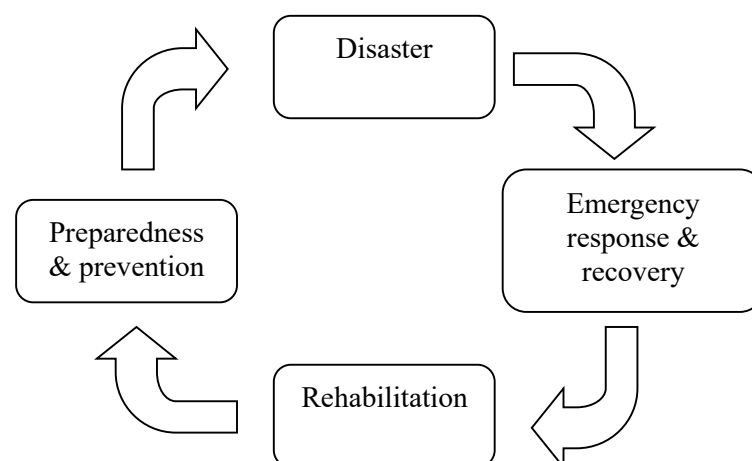 Disaster
Emergency
response &
recovery
Preparedness
& prevention
Rehabilitation